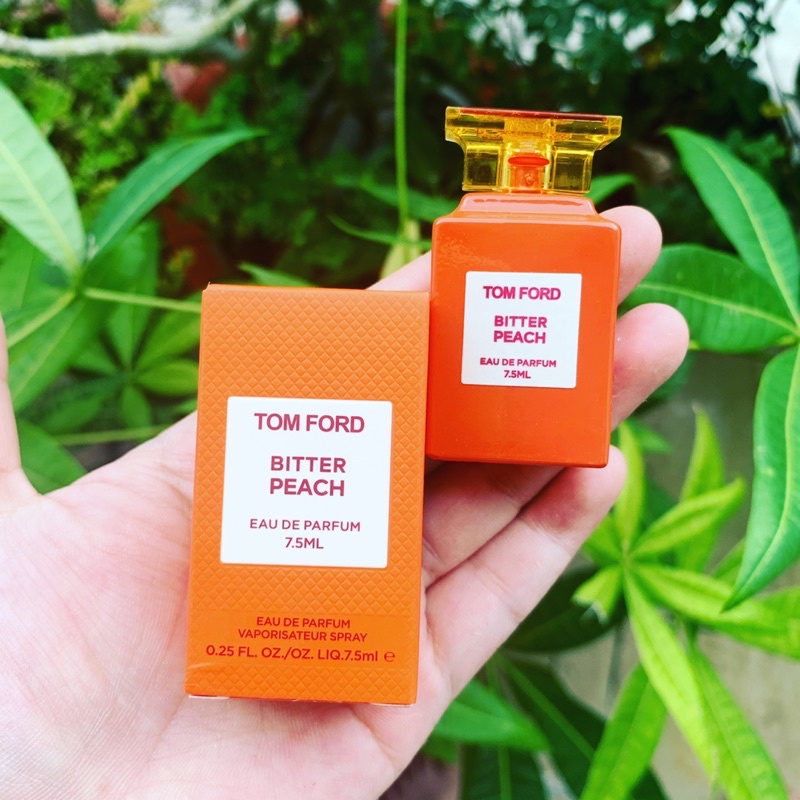 TOM FORD
BITTER
PEACH
EAU DE PARFUM
7.5ML
EAU DE PARFUM
VAPORISATEUR SPRAY
0.25 FL. OZ./OZ. LIQ.7.5ml ℮
TOM FORD
BITTER
PEACH
EAU DE PARFUM
7.5ML